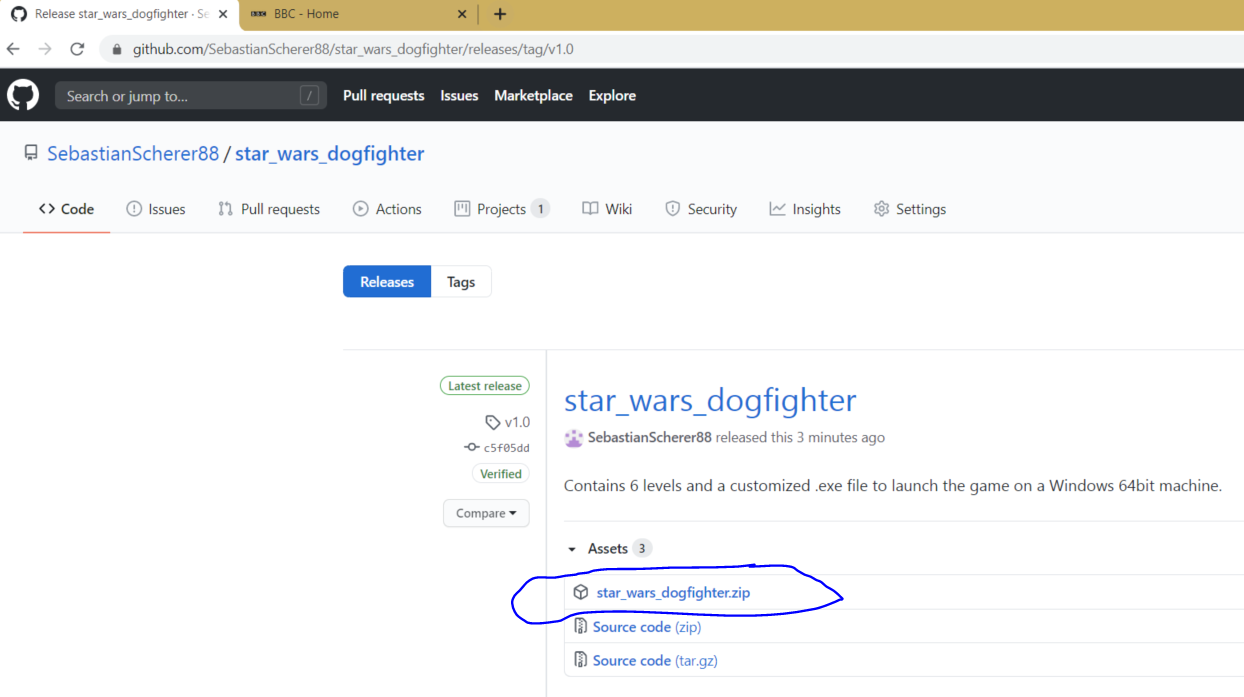 Release star_wars_dogfighter · Se
BBC - Home
github.com/SebastianScherer88/star_wars_dogfighter/releases/tag/v1.0
Search or jump to... /
Pull requests Issues Marketplace Explore
SebastianScherer88 / star_wars_dogfighter
<> Code Issues Pull requests Actions Projects 1 Wiki Security Insights Settings
Releases Tags
Latest release
v1.0
c5f05dd
Verified
Compare
star_wars_dogfighter
SebastianScherer88 released this 3 minutes ago
Contains 6 levels and a customized .exe file to launch the game on a Windows 64bit machine.
Assets 3
star_wars_dogfighter.zip
Source code (zip)
Source code (tar.gz)